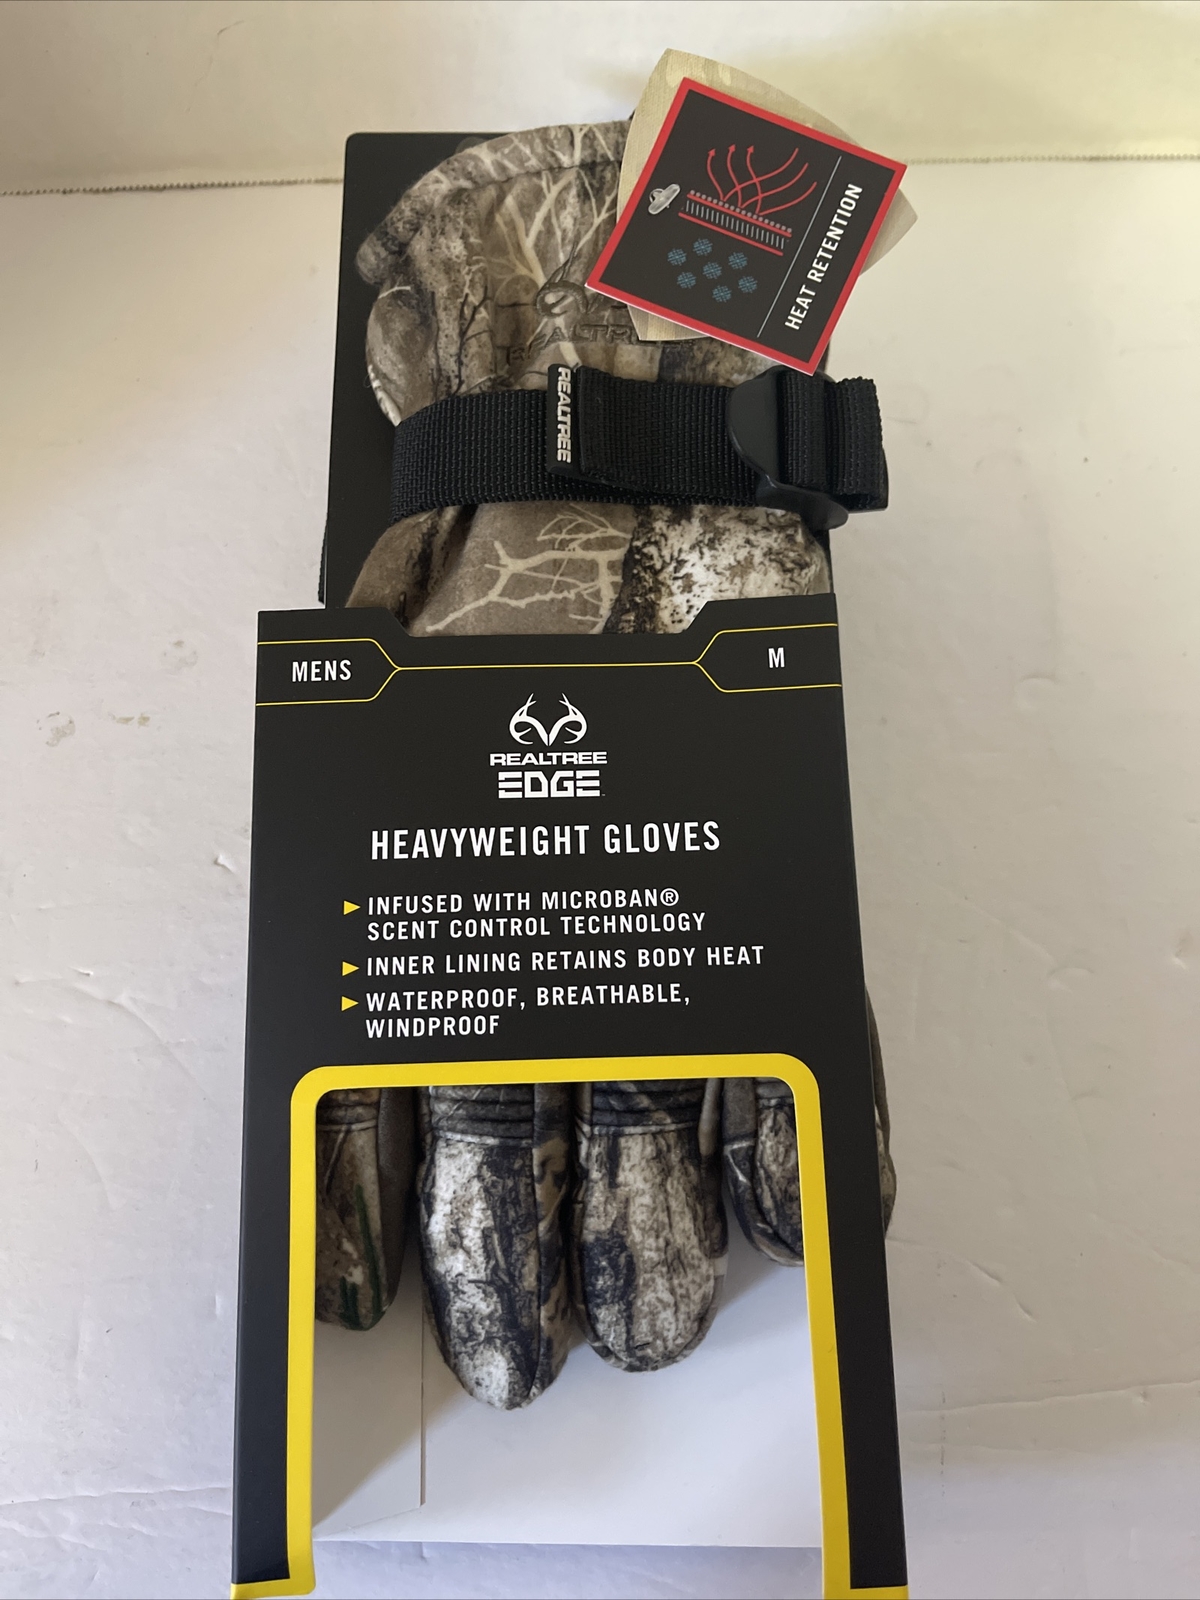 HEAT RETENTION
REALTREE
REALTREE
MENS
M
REALTREE
EDGE
HEAVYWEIGHT GLOVES
INFUSED WITH MICROBAN®
SCENT CONTROL TECHNOLOGY
INNER LINING RETAINS BODY HEAT
WATERPROOF, BREATHABLE,
WINDPROOF